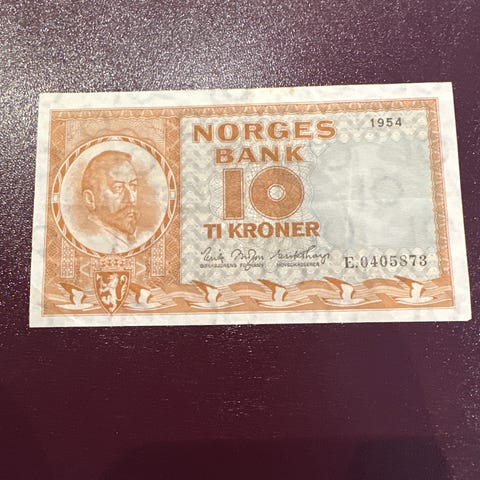 NORGES
1954
BANK
10
TI KRONER
E.0405873